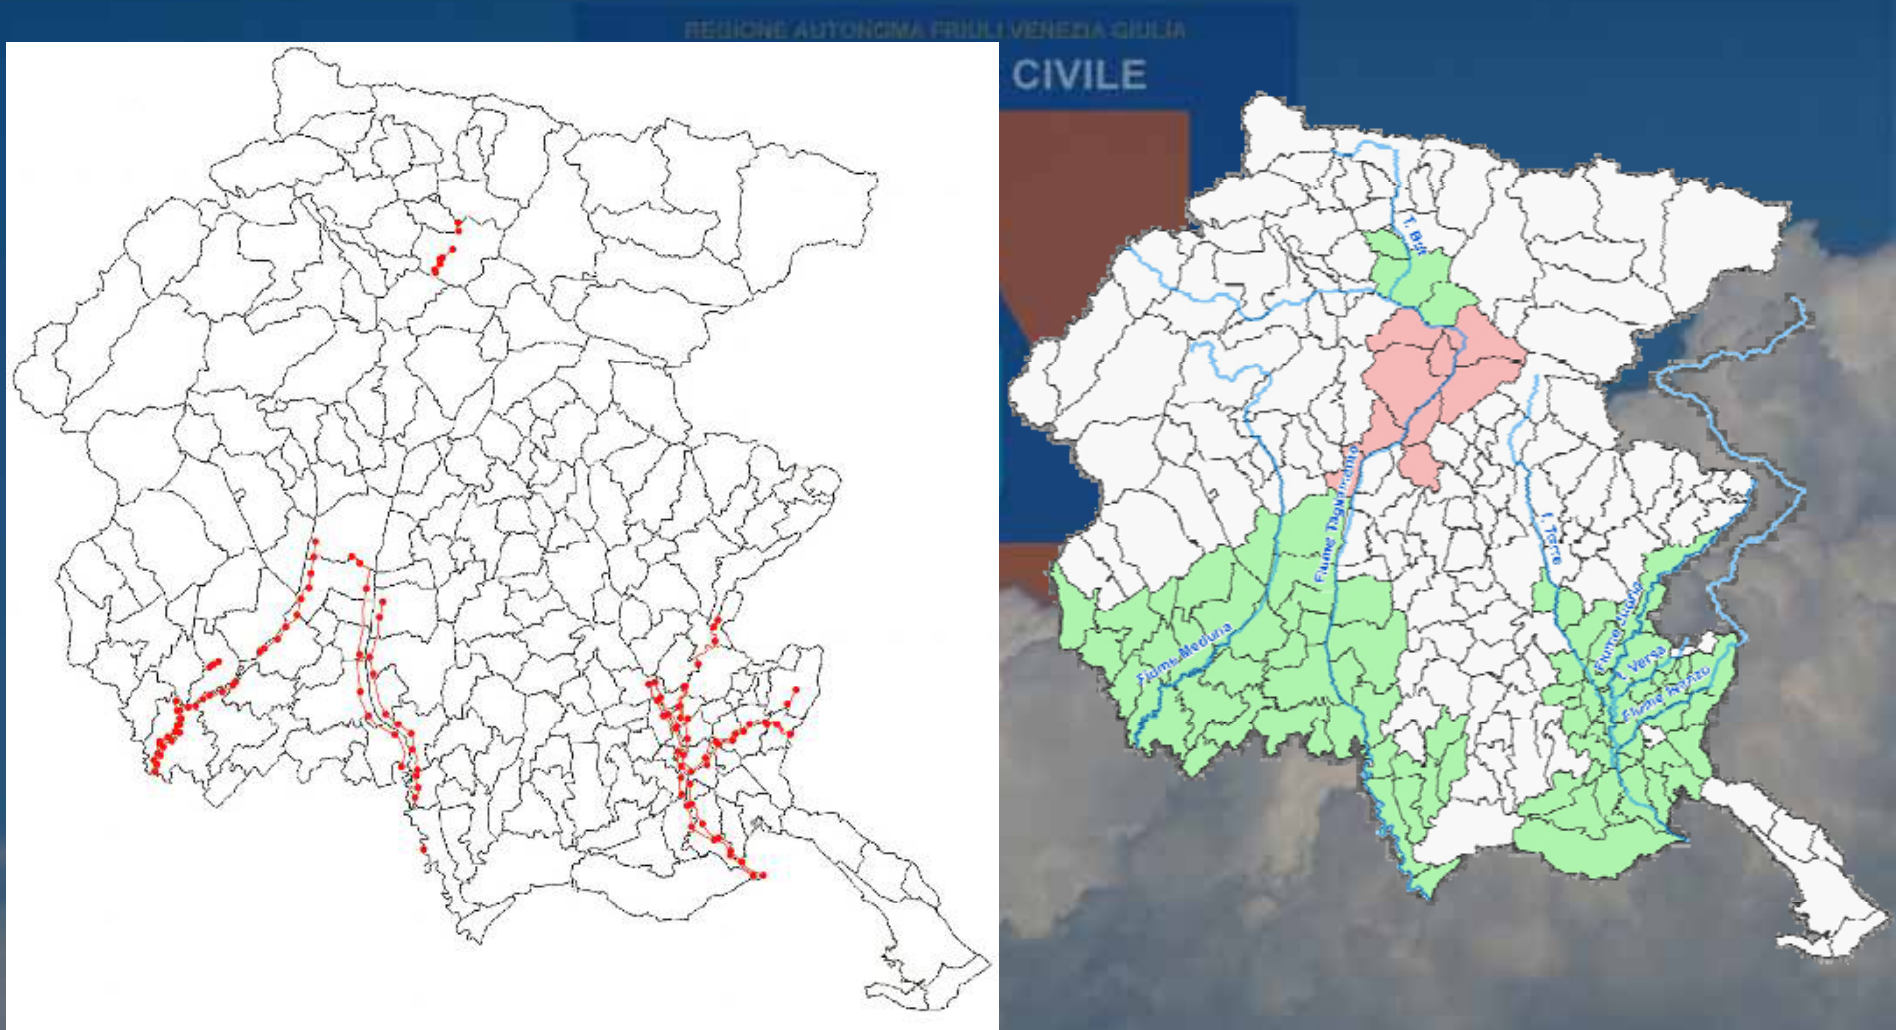 REGIONE AUTONOMA FRIULI VENEZIA GIULIA
CIVILE
T. But
Fiume Tagliamento
T. Torre
Fiume Meduna
Fiume Judrio
T. Versa
Fiume Isonzo